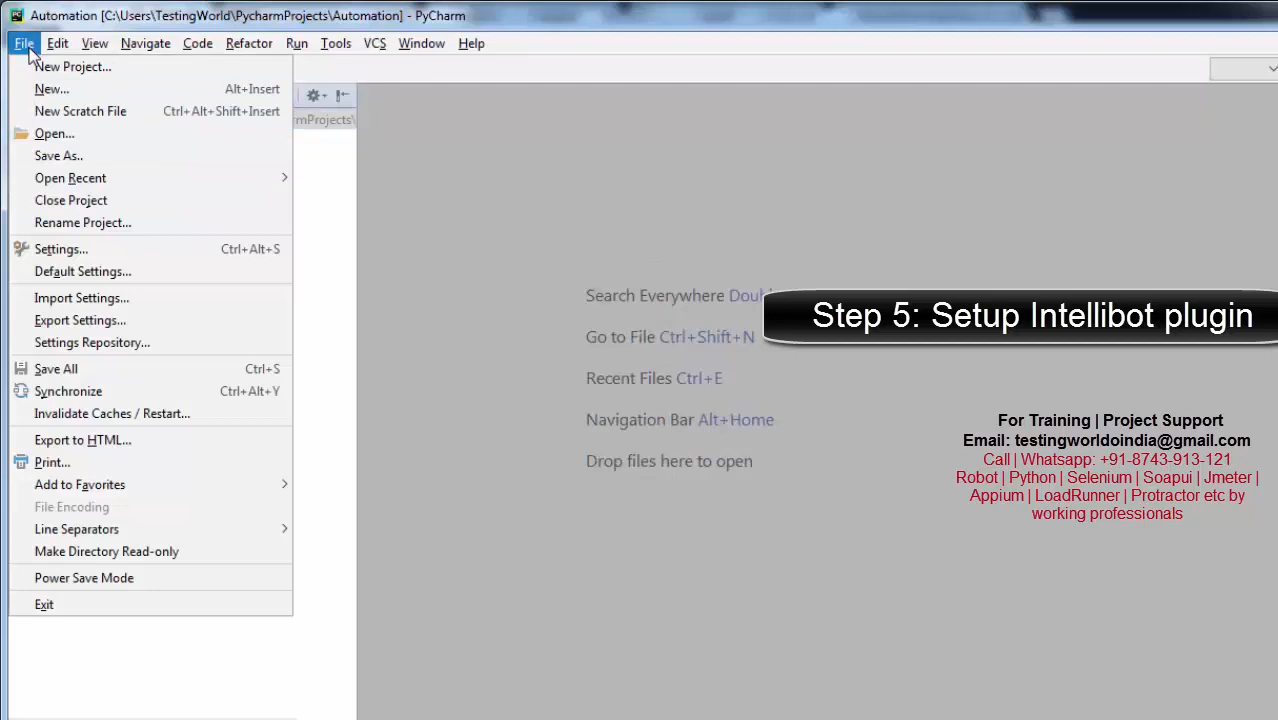 Automation [C:\Users\TestingWorld\PycharmProjects\Automation] - PyCharm
File Edit View Navigate Code Refactor Run Tools VCS Window Help
New Project...
New... Alt+Insert
New Scratch File Ctrl+Alt+Shift+Insert
Open...
Save As..
Open Recent
Close Project
Rename Project...
Settings... Ctrl+Alt+S
Default Settings...
Import Settings...
Export Settings...
Settings Repository...
Save All Ctrl+S
Synchronize Ctrl+Alt+Y
Invalidate Caches / Restart...
Export to HTML...
Print...
Add to Favorites
File Encoding
Line Separators
Make Directory Read-only
Power Save Mode
Exit
Search Everywhere
Go to File Ctrl+Shift+N
Recent Files Ctrl+E
Navigation Bar Alt+Home
Drop files here to open
Step 5: Setup Intellibot plugin
For Training | Project Support
Email: testingworldoindia@gmail.com
Call | Whatsapp: +91-8743-913-121
Robot | Python | Selenium | Soapui | Jmeter |
Appium | LoadRunner | Protractor etc by
working professionals